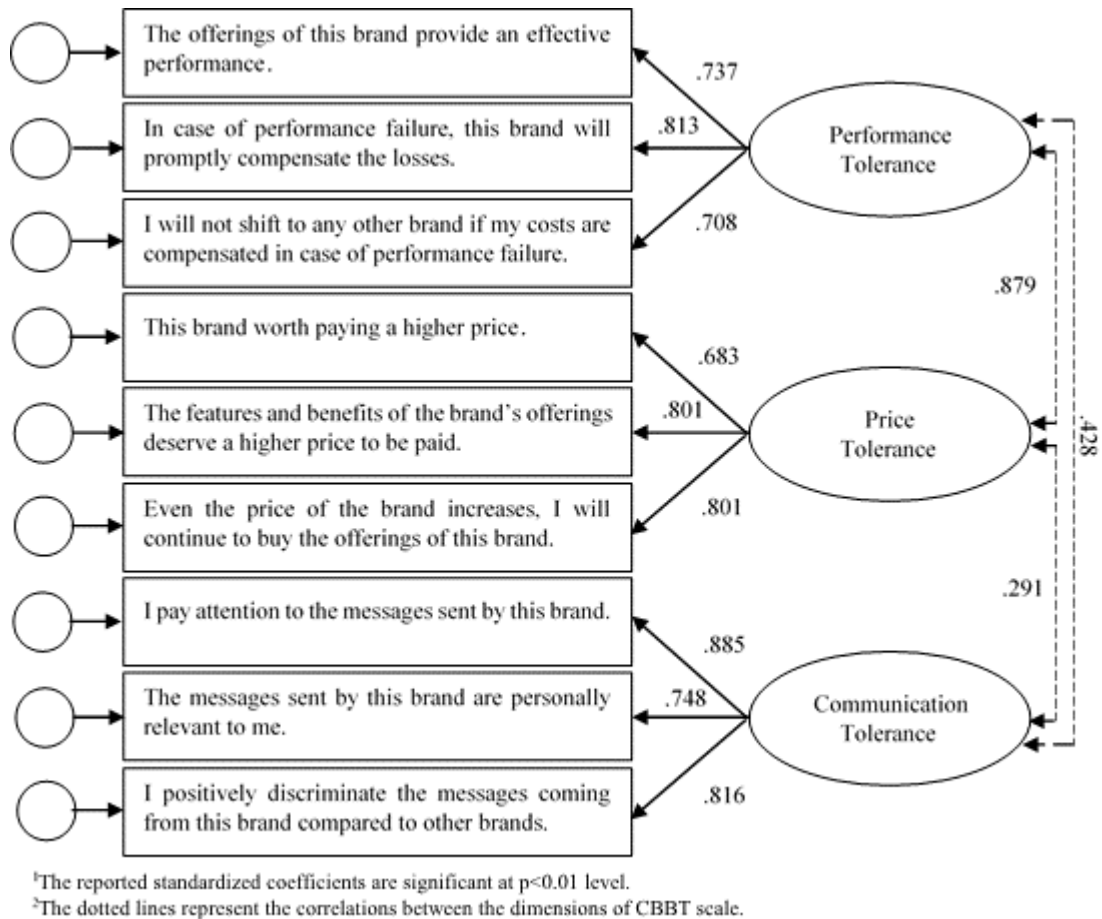 The offerings of this brand provide an effective
performance.
.737
In case of performance failure, this brand will
promptly compensate the losses.
.813
Performance
Tolerance
I will not shift to any other brand if my costs are
compensated in case of performance failure.
.708
.879
This brand worth paying a higher price.
.683
The features and benefits of the brand's offerings
deserve a higher price to be paid.
.801
Price
Tolerance
.428
Even the price of the brand increases, I will
continue to buy the offerings of this brand.
.801
.291
I pay attention to the messages sent by this brand.
.885
The messages sent by this brand are personally
relevant to me.
.748
Communication
Tolerance
I positively discriminate the messages coming
from this brand compared to other brands.
.816
¹The reported standardized coefficients are significant at p<0.01 level.
²The dotted lines represent the correlations between the dimensions of CBBT scale.